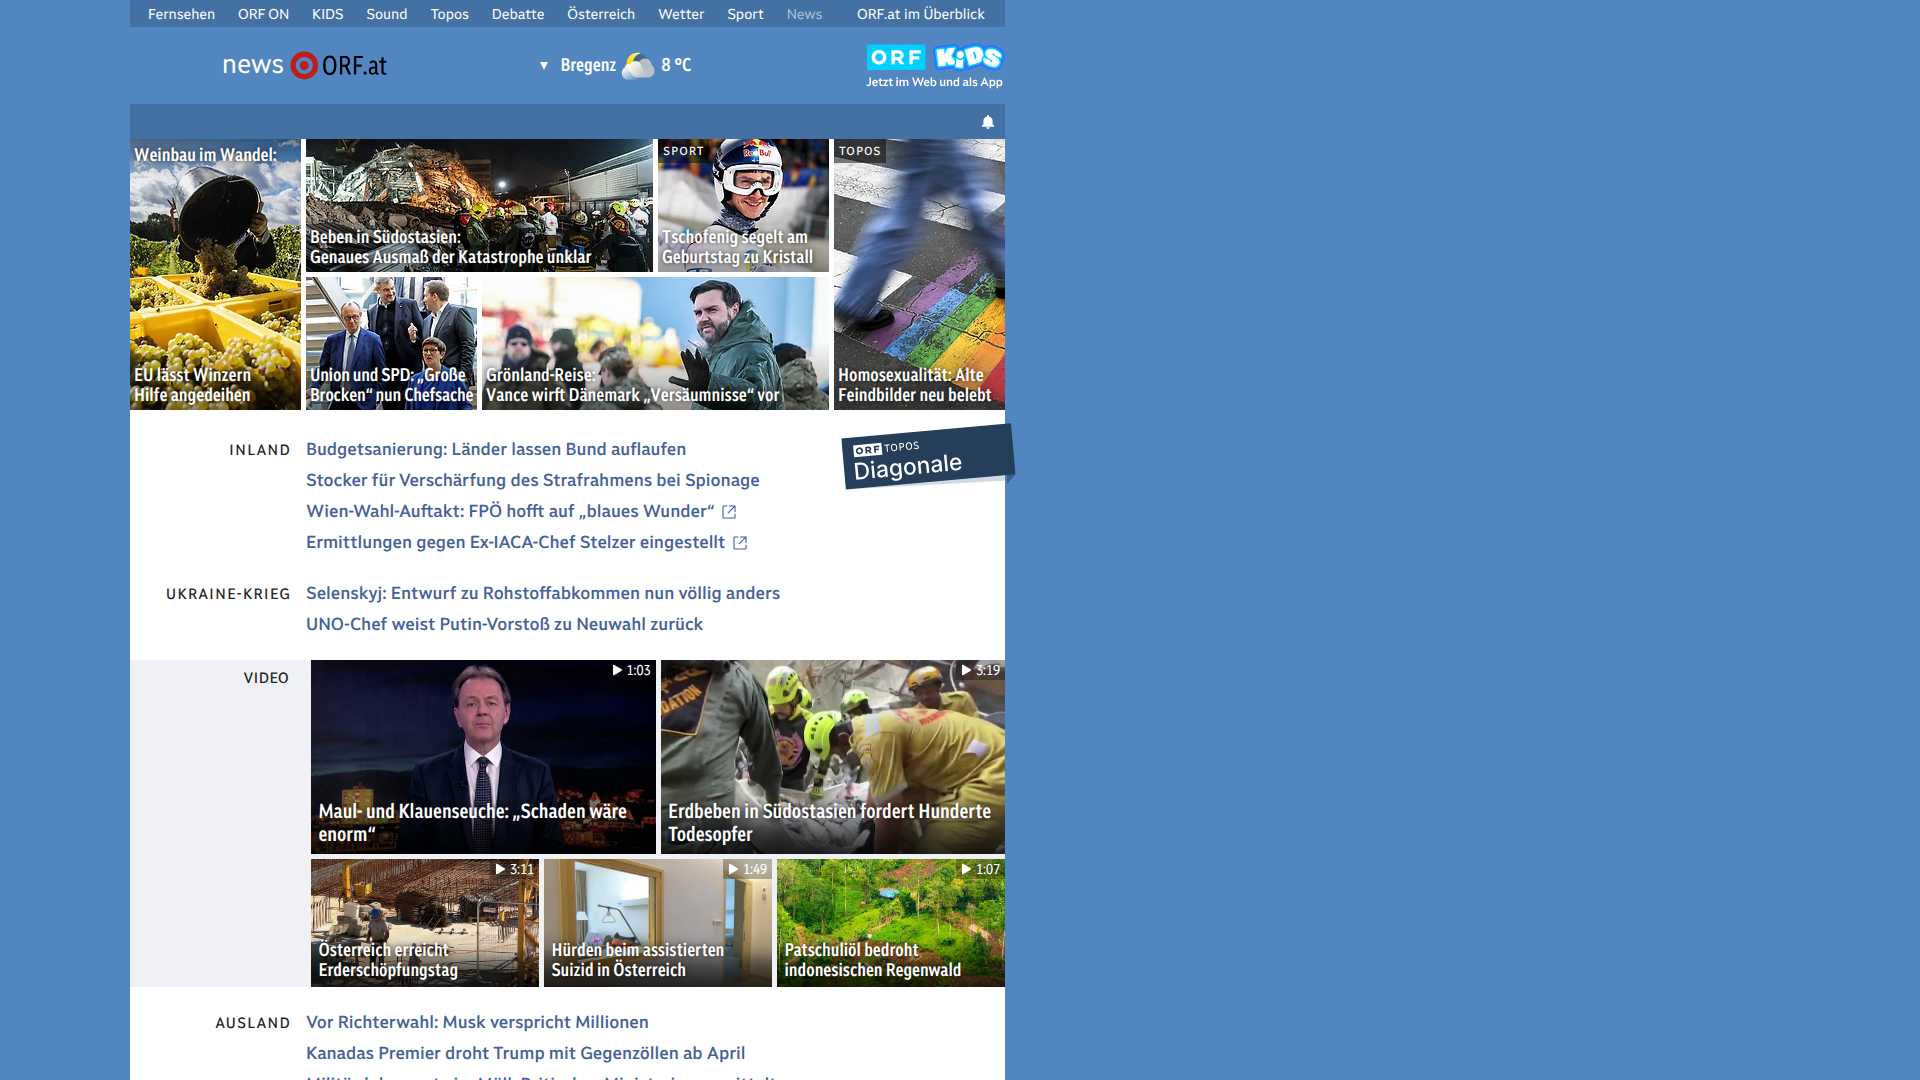 Fernsehen ORF ON KIDS Sound Topos Debatte Österreich Wetter Sport News ORF.at im Überblick
news ORF.at
Bregenz 8 °C
ORF KiDS
Jetzt im Web und als App
Weinbau im Wandel:
EU lässt Winzern
Hilfe angedeihen
Beben in Südostasien:
Genaues Ausmaß der Katastrophe unklar
SPORT
Red Bull
Tschofenig segelt am
Geburtstag zu Kristall
TOPOS
Homosexualität: Alte
Feindbilder neu belebt
Union und SPD: „Große
Brocken“ nun Chefsache
Grönland-Reise:
Vance wirft Dänemark „Versäumnisse“ vor
INLAND
Budgetsanierung: Länder lassen Bund auflaufen
Stocker für Verschärfung des Strafrahmens bei Spionage
Wien-Wahl-Auftakt: FPÖ hofft auf „blaues Wunder“
Ermittlungen gegen Ex-IACA-Chef Stelzer eingestellt
ORF TOPOS
Diagonale
UKRAINE-KRIEG
Selenskyj: Entwurf zu Rohstoffabkommen nun völlig anders
UNO-Chef weist Putin-Vorstoß zu Neuwahl zurück
VIDEO
1:03
Maul- und Klauenseuche: „Schaden wäre
enorm“
3:19
Erdbeben in Südostasien fordert Hunderte
Todesopfer
3:11
Österreich erreicht
Erderschöpfungstag
1:49
Hürden beim assistierten
Suizid in Österreich
1:07
Patschuliöl bedroht
indonesischen Regenwald
AUSLAND
Vor Richterwahl: Musk verspricht Millionen
Kanadas Premier droht Trump mit Gegenzöllen ab April